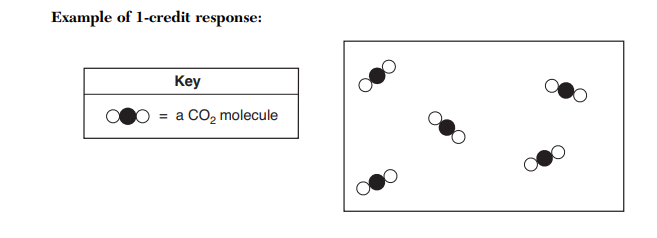 Example of 1-credit response:
Key
= a CO₂ molecule